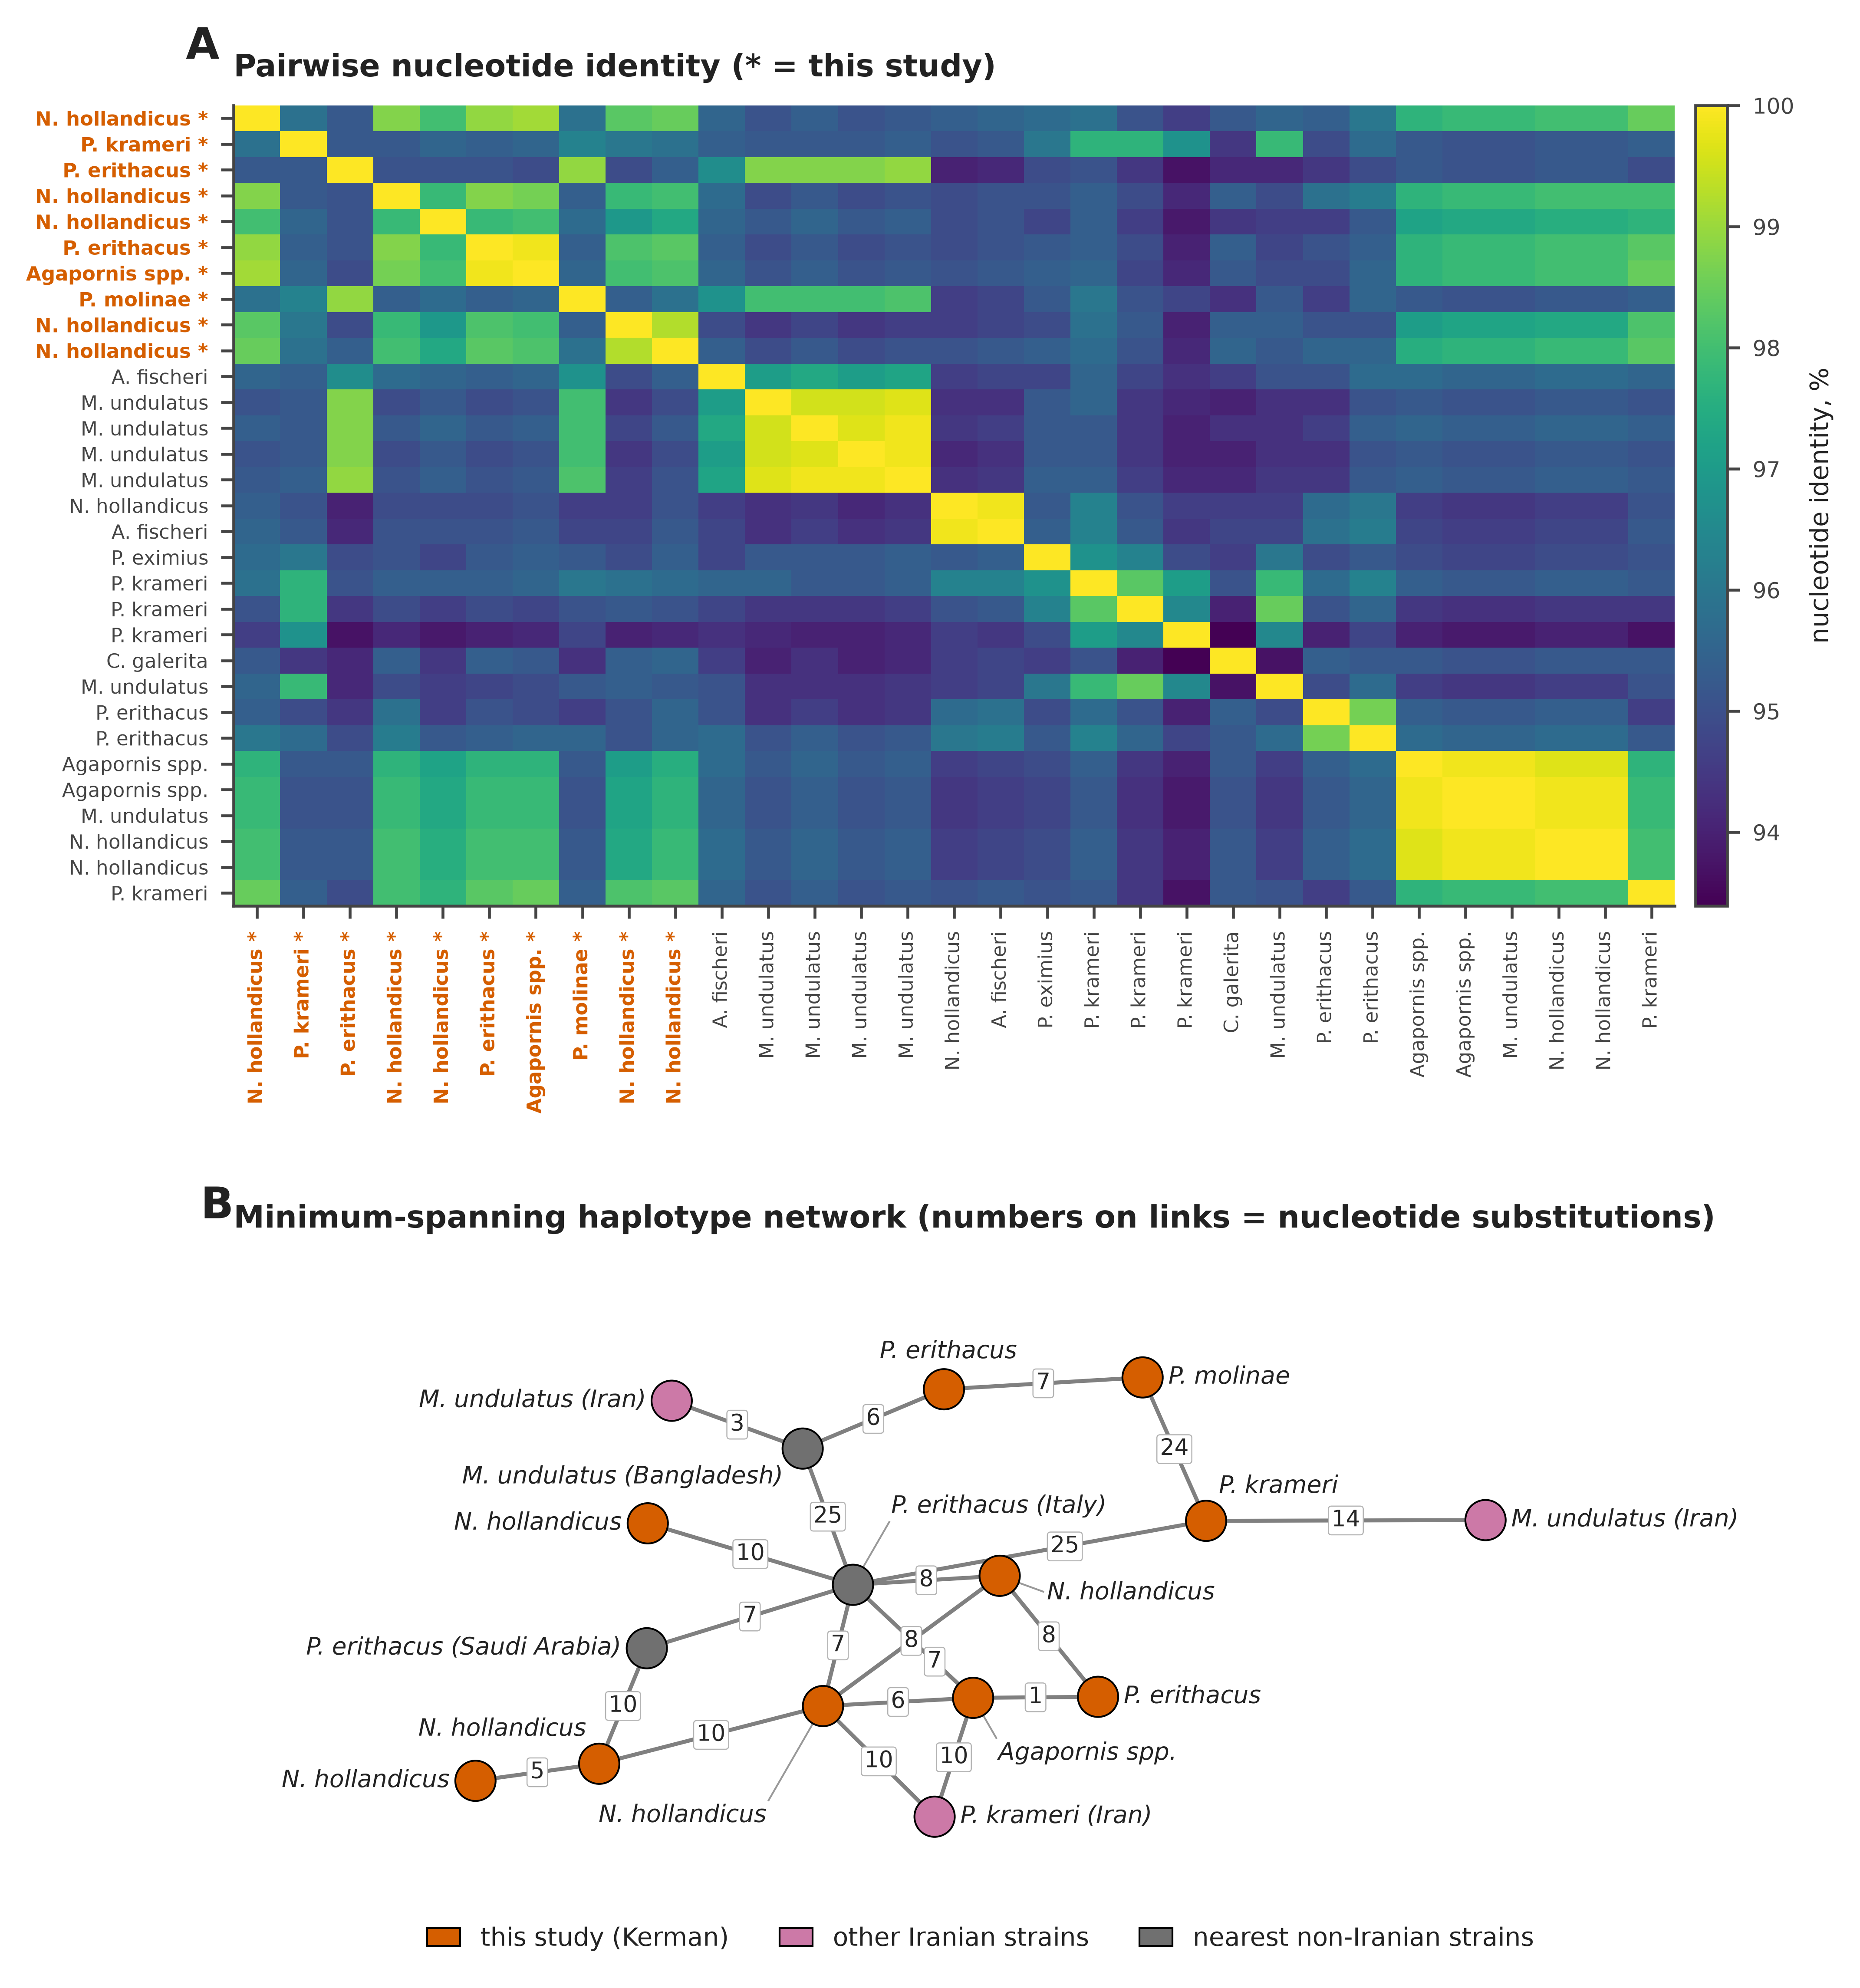 A
Pairwise nucleotide identity (* = this study)
N. hollandicus *
P. krameri *
P. erithacus *
N. hollandicus *
N. hollandicus *
P. erithacus *
Agapornis spp. *
P. molinae *
N. hollandicus *
N. hollandicus *
A. fischeri
M. undulatus
M. undulatus
M. undulatus
M. undulatus
N. hollandicus
A. fischeri
P. eximius
P. krameri
P. krameri
P. krameri
C. galerita
M. undulatus
P. erithacus
P. erithacus
Agapornis spp.
Agapornis spp.
M. undulatus
N. hollandicus
N. hollandicus
P. krameri
N. hollandicus *
P. krameri *
P. erithacus *
N. hollandicus *
N. hollandicus *
P. erithacus *
Agapornis spp. *
P. molinae *
N. hollandicus *
N. hollandicus *
A. fischeri
M. undulatus
M. undulatus
M. undulatus
M. undulatus
N. hollandicus
A. fischeri
P. eximius
P. krameri
P. krameri
P. krameri
C. galerita
M. undulatus
P. erithacus
P. erithacus
Agapornis spp.
Agapornis spp.
M. undulatus
N. hollandicus
N. hollandicus
P. krameri
100
99
98
97
96
95
94
nucleotide identity, %
B
Minimum-spanning haplotype network (numbers on links = nucleotide substitutions)
P. erithacus
P. molinae
7
M. undulatus (Iran)
3
6
24
M. undulatus (Bangladesh)
P. krameri
P. erithacus (Italy)
25
N. hollandicus
14
M. undulatus (Iran)
10
25
8
N. hollandicus
7
8
P. erithacus (Saudi Arabia)
7
8
7
10
6
1
P. erithacus
N. hollandicus
10
10
10
Agapornis spp.
N. hollandicus
5
N. hollandicus
P. krameri (Iran)
this study (Kerman)
other Iranian strains
nearest non-Iranian strains